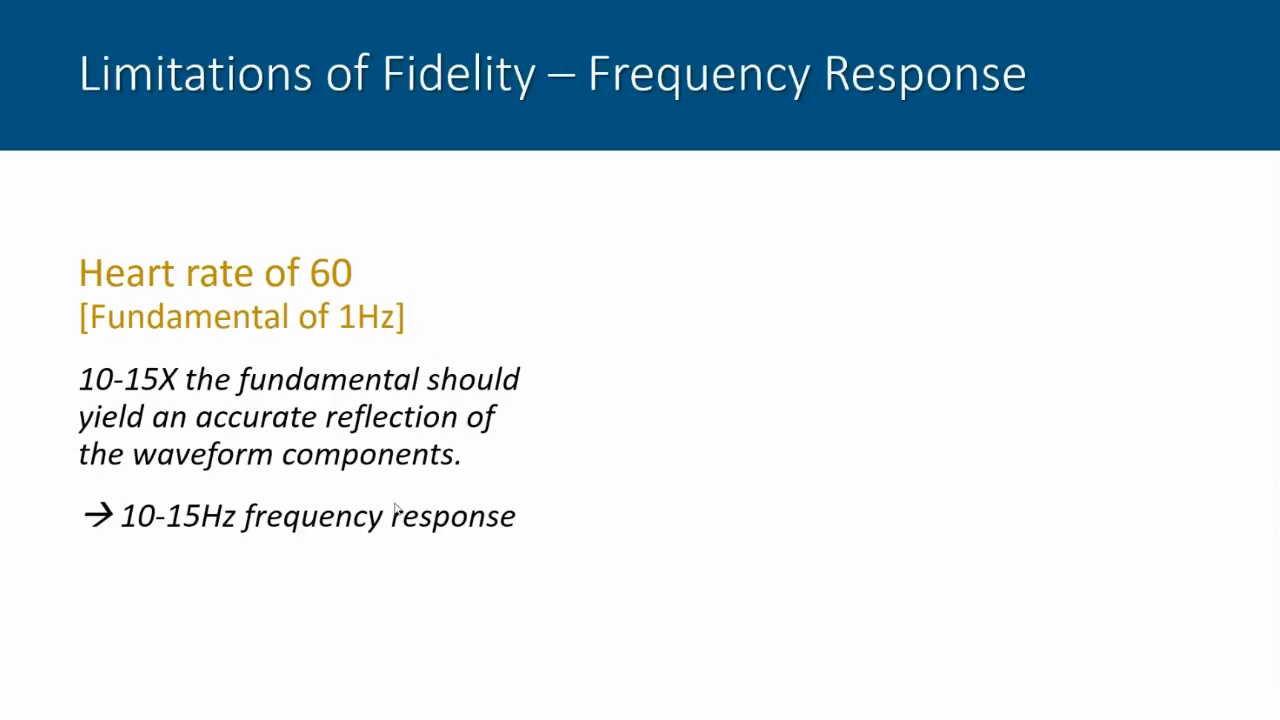 Limitations of Fidelity – Frequency Response
Heart rate of 60
[Fundamental of 1Hz]
10-15X the fundamental should
yield an accurate reflection of
the waveform components.
→ 10-15Hz frequency response